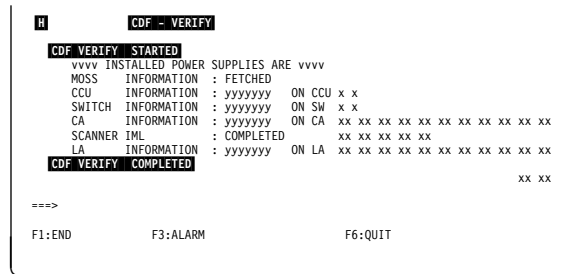 H CDF - VERIFY
CDF VERIFY STARTED
vvvv INSTALLED POWER SUPPLIES ARE vvvv
MOSS INFORMATION : FETCHED
CCU INFORMATION : yyyyyyy ON CCU x x
SWITCH INFORMATION : yyyyyyy ON SW x x
CA INFORMATION : yyyyyyy ON CA xx xx xx xx xx xx xx xx xx xx xx
SCANNER IML : COMPLETED xx xx xx xx xx
LA INFORMATION : yyyyyyy ON LA xx xx xx xx xx xx xx xx xx xx xx
CDF VERIFY COMPLETED
xx xx
===>
F1:END F3:ALARM F6:QUIT